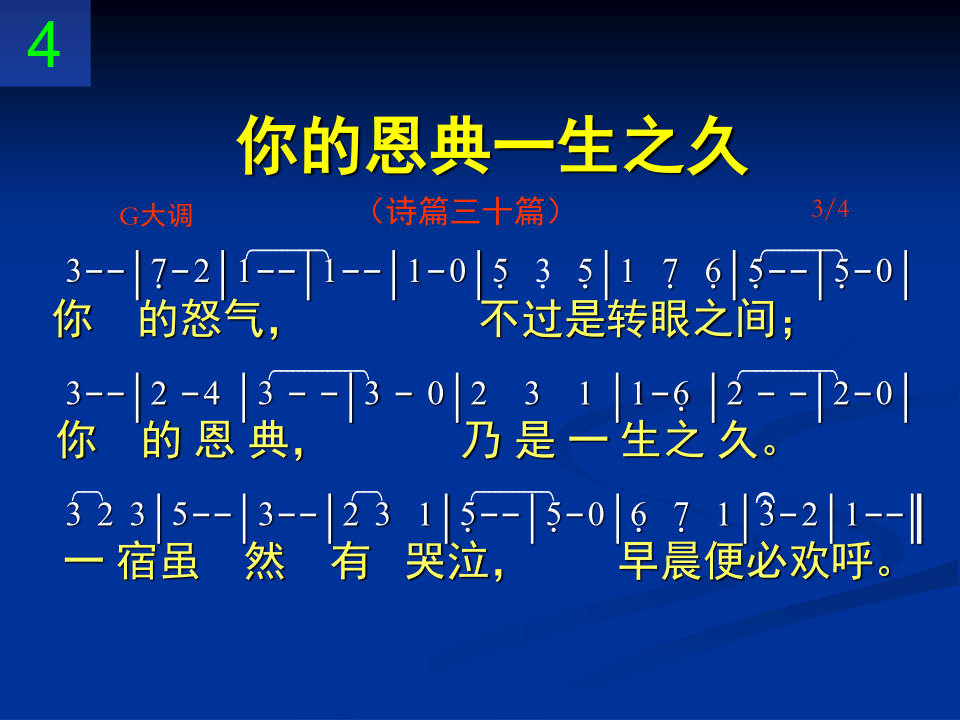 4
你的恩典一生之久
G大调 （诗篇三十篇） 3/4
3--|7̣-2|1--|1--|1-0|5̣ 3̣ 5̣|1 7̣ 6̣|5̣--|5̣-0|
你 的怒气， 不过是转眼之间；
3--|2-4|3--|3-0|2 3 1|1-6̣|2--|2-0|
你 的 恩 典， 乃 是 一 生之 久。
3 2 3|5--|3--|2 3 1|5̣--|5̣-0|6̣ 7̣ 1|3-2|1--‖
一 宿虽 然 有 哭泣， 早晨便必欢呼。